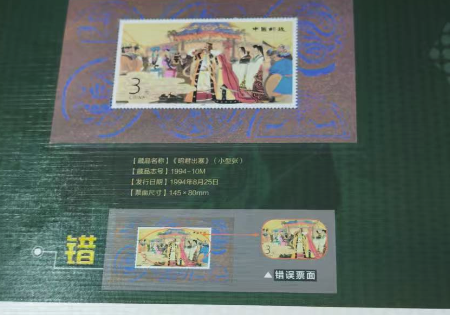 中国邮政
3
【藏品名称】《昭君出塞》（小型张）
【藏品志号】1994-10M
【发行日期】1994年8月25日
【票幅尺寸】145×80mm
错
3
▲错误票面